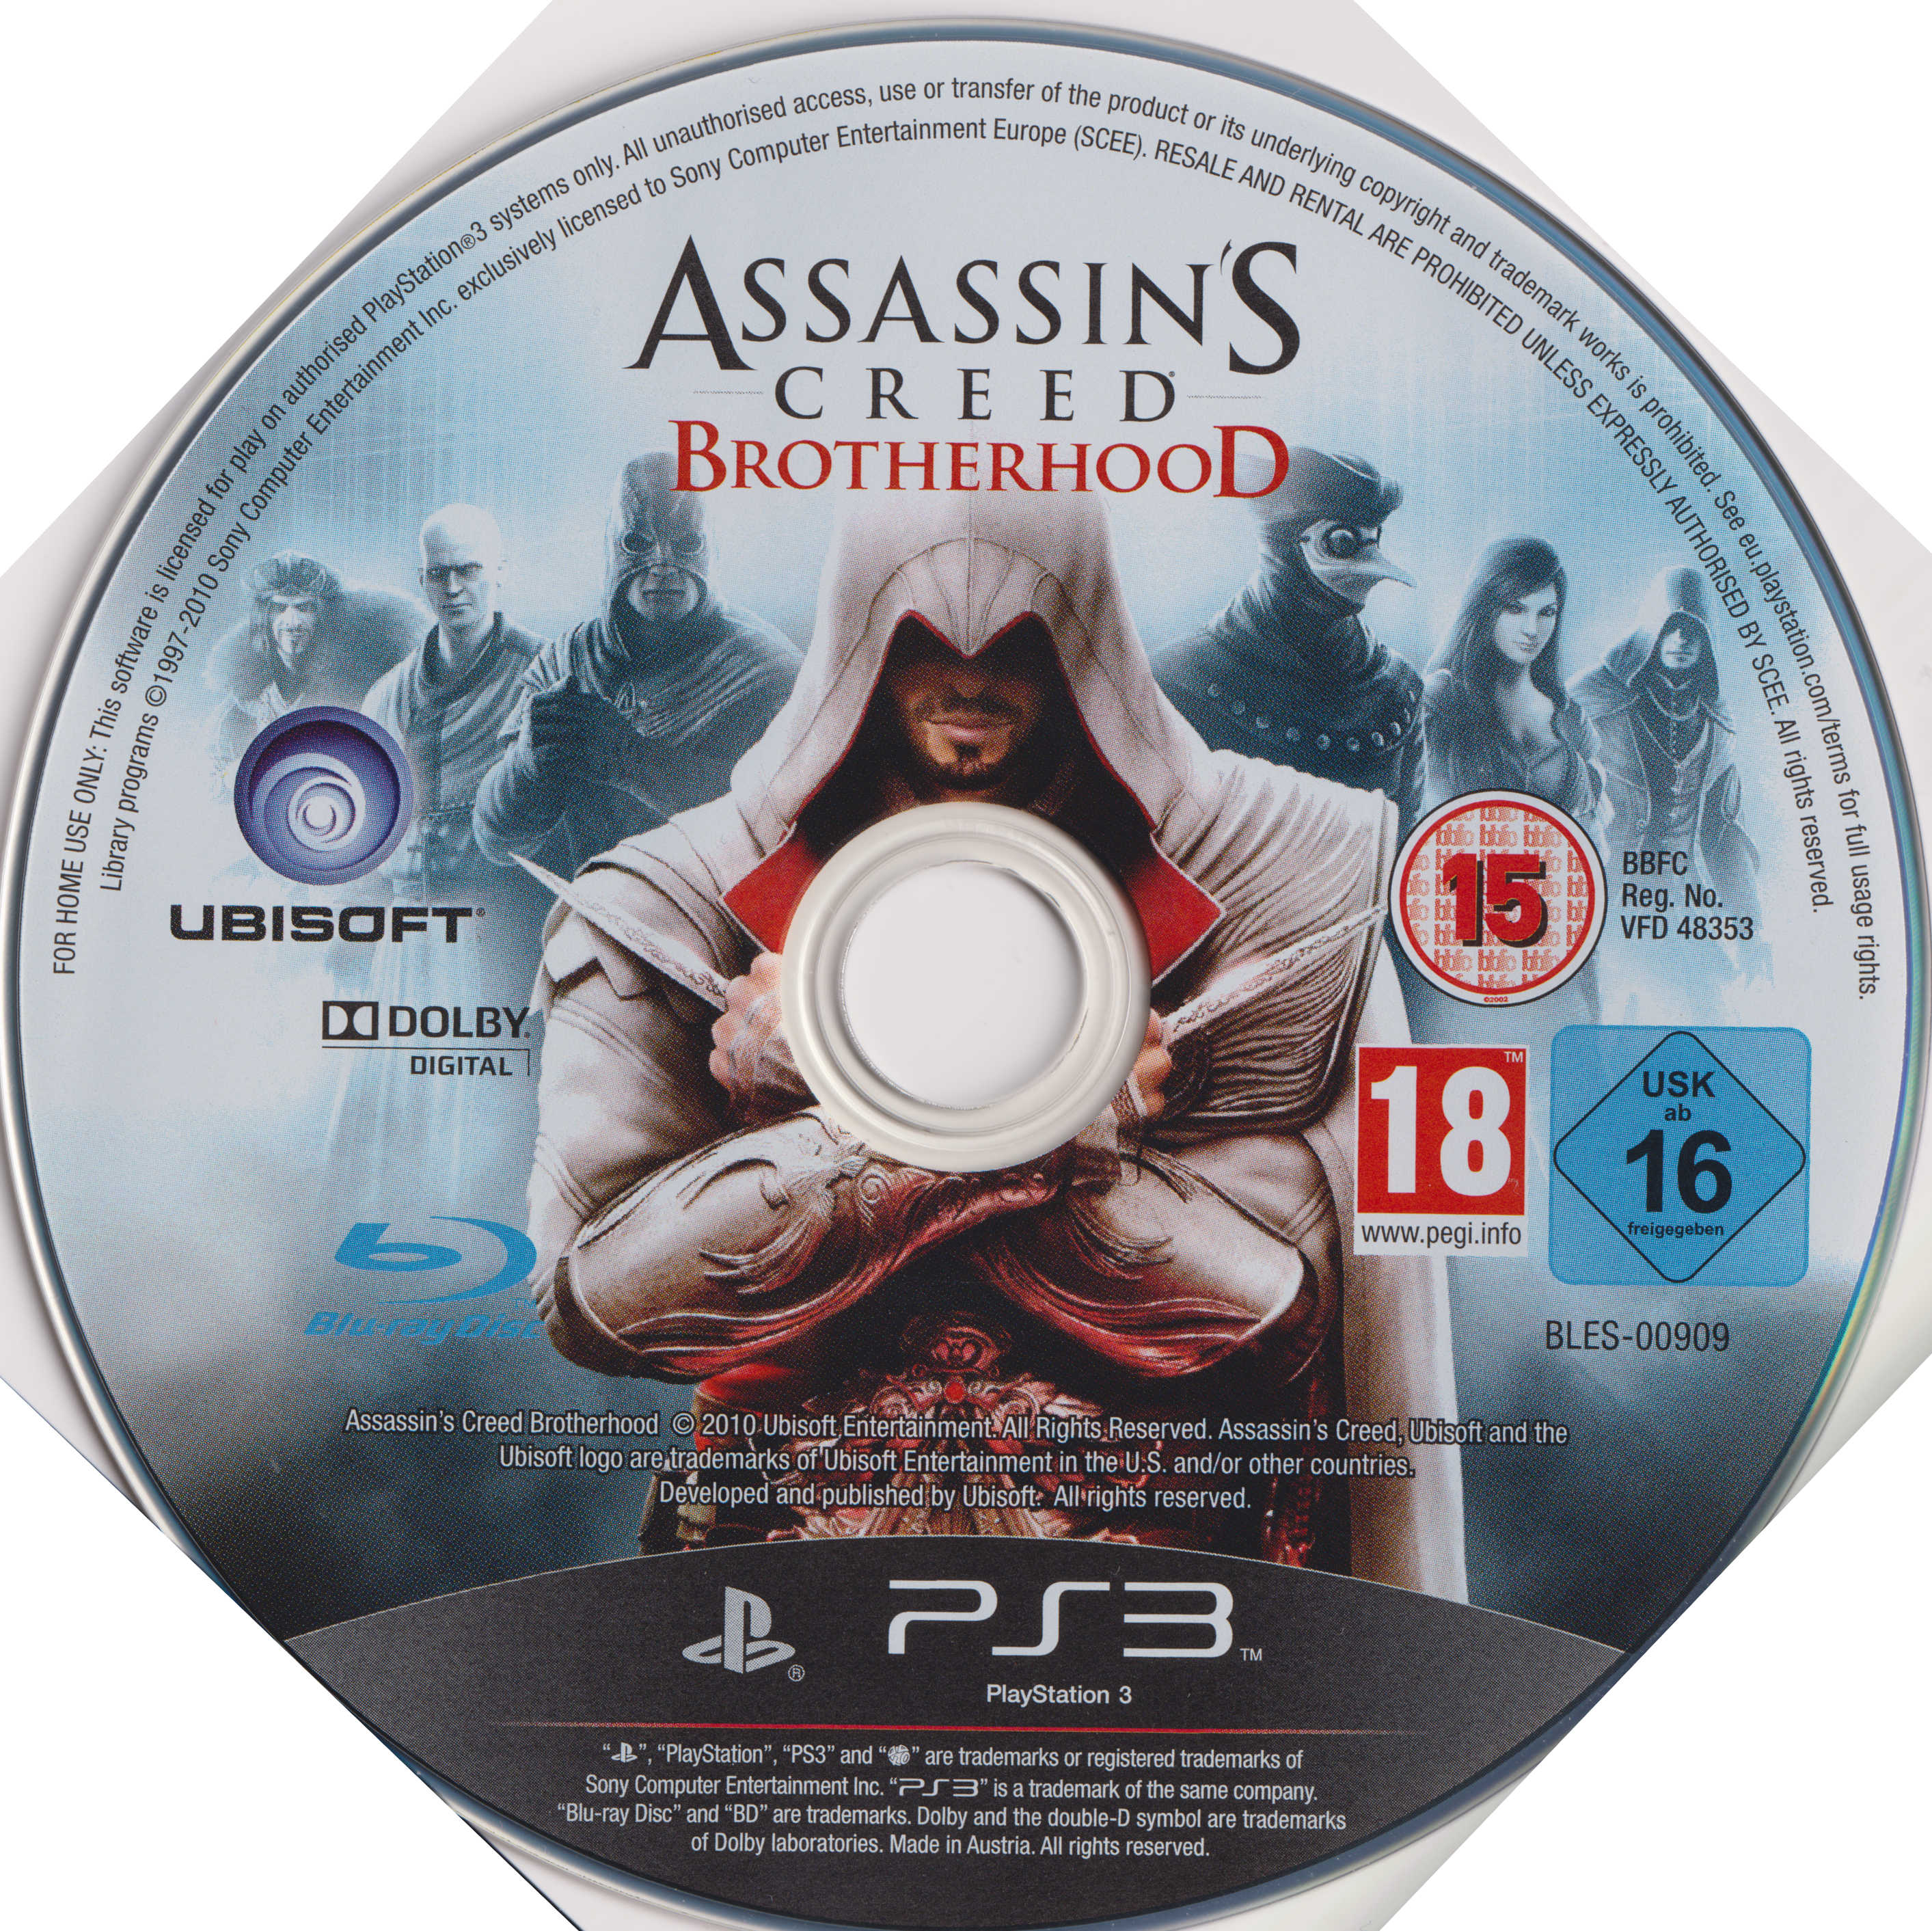 FOR HOME USE ONLY: This software is licensed for play on authorised PlayStation®3 systems only. All unauthorised access, use or transfer of the product or its underlying copyright and trademark works is prohibited. See eu.playstation.com/terms for full usage rights.
Library programs ©1997-2010 Sony Computer Entertainment Inc. exclusively licensed to Sony Computer Entertainment Europe (SCEE). RESALE AND RENTAL ARE PROHIBITED UNLESS EXPRESSLY AUTHORISED BY SCEE. All rights reserved.
ASSASSIN'S
CREED®
BROTHERHOOD
UBISOFT®
15
©2002
BBFC
Reg. No.
VFD 48353
DOLBY®
DIGITAL
18™
www.pegi.info
USK
ab
16
freigegeben
Blu-ray Disc
BLES-00909
Assassin's Creed Brotherhood © 2010 Ubisoft Entertainment. All Rights Reserved. Assassin's Creed, Ubisoft and the
Ubisoft logo are trademarks of Ubisoft Entertainment in the U.S. and/or other countries.
Developed and published by Ubisoft. All rights reserved.
® PS3™
PlayStation 3
“ ”, “PlayStation”, “PS3” and “ ” are trademarks or registered trademarks of
Sony Computer Entertainment Inc. “PS3” is a trademark of the same company.
“Blu-ray Disc” and “BD” are trademarks. Dolby and the double-D symbol are trademarks
of Dolby laboratories. Made in Austria. All rights reserved.